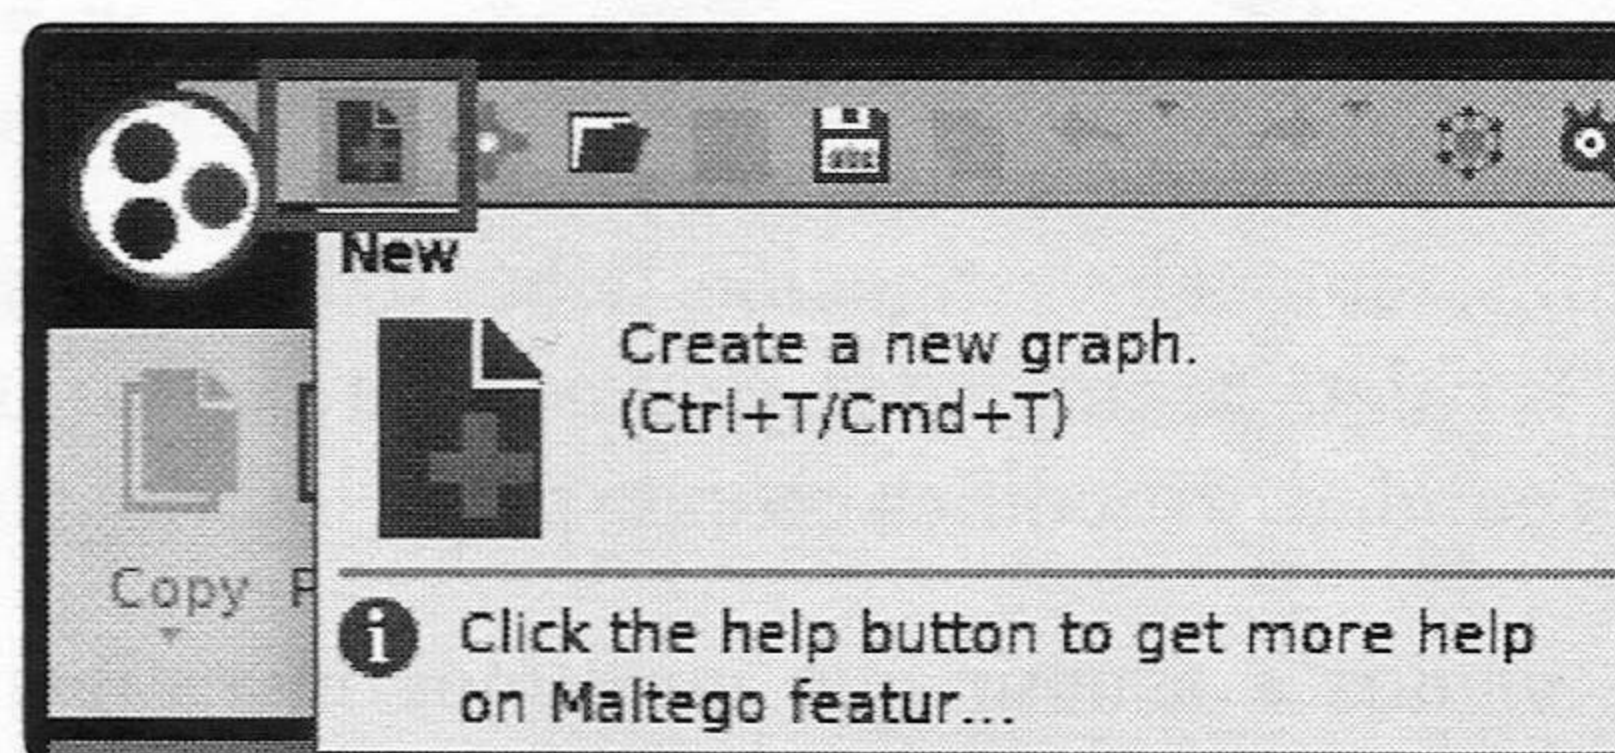 New
Create a new graph.
(Ctrl+T/Cmd+T)
Copy
Click the help button to get more help
on Maltego featur...